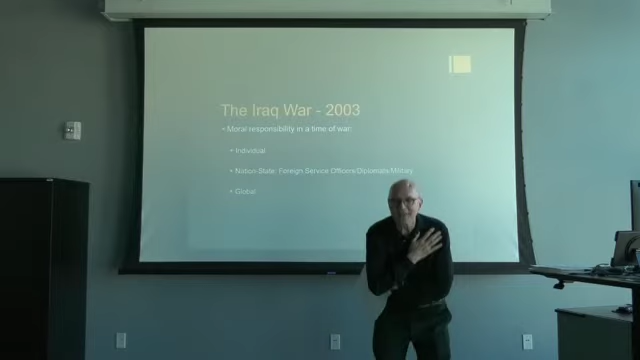 The Iraq War - 2003
• Moral responsibility in a time of war:
• Individual
• Nation-State: Foreign Service Officers/Diplomats/Military
• Global